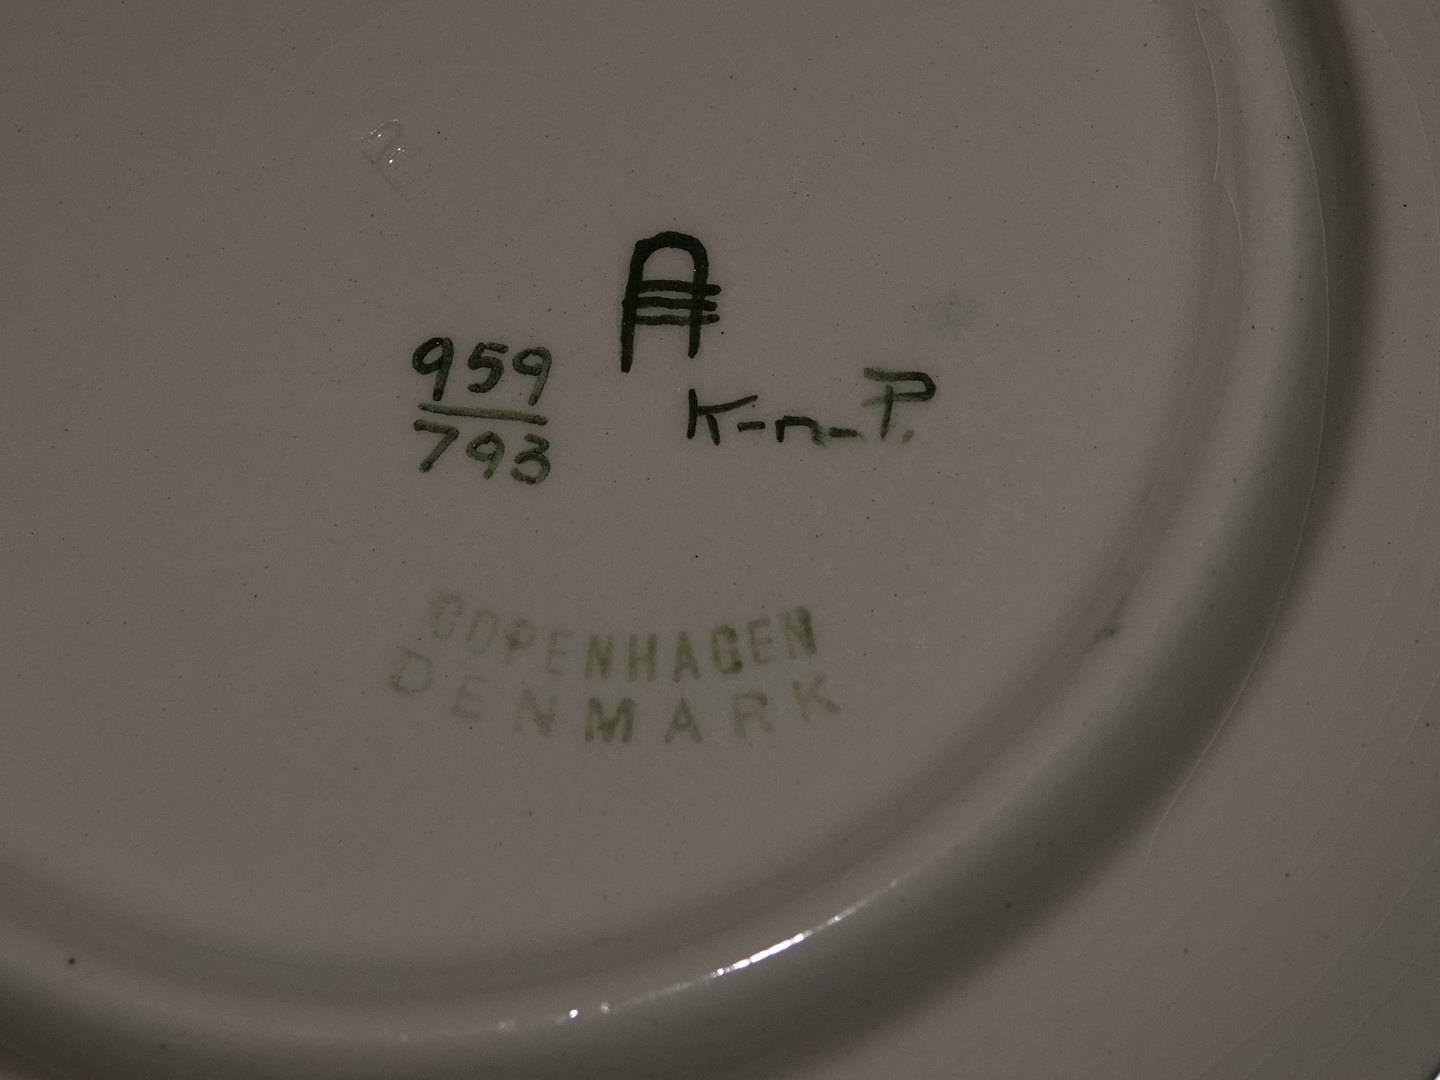 959
793
K-n-P.
COPENHAGEN
DENMARK